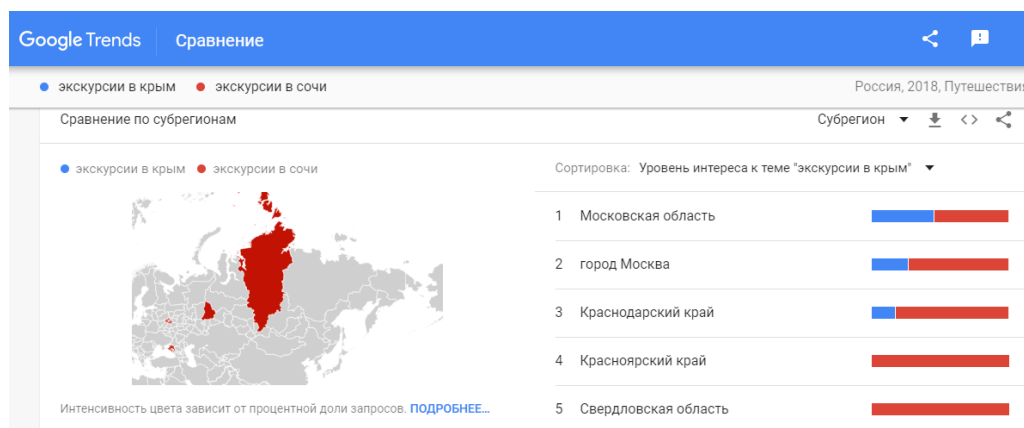 Google Trends Сравнение
экскурсии в крым экскурсии в сочи Россия, 2018, Путешествия
Сравнение по субрегионам Субрегион
экскурсии в крым экскурсии в сочи
Сортировка: Уровень интереса к теме "экскурсии в крым"
1 Московская область
2 город Москва
3 Краснодарский край
4 Красноярский край
5 Свердловская область
Интенсивность цвета зависит от процентной доли запросов. ПОДРОБНЕЕ...